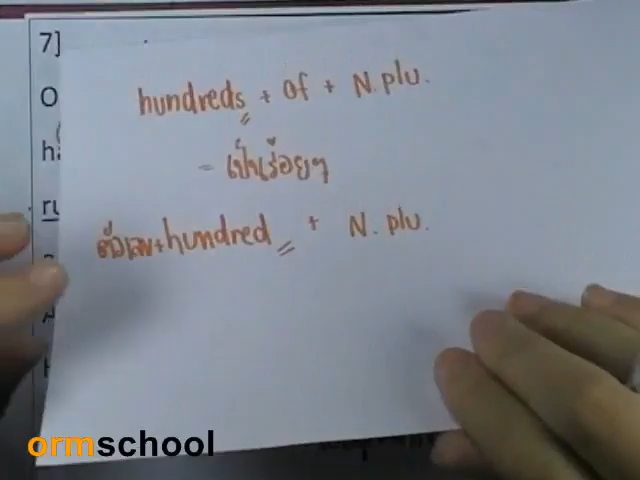 7]
O
hundreds + of + N. plu.
= เป็นร้อยๆ
ตัวเลข+hundred + N. plu.
ormschool